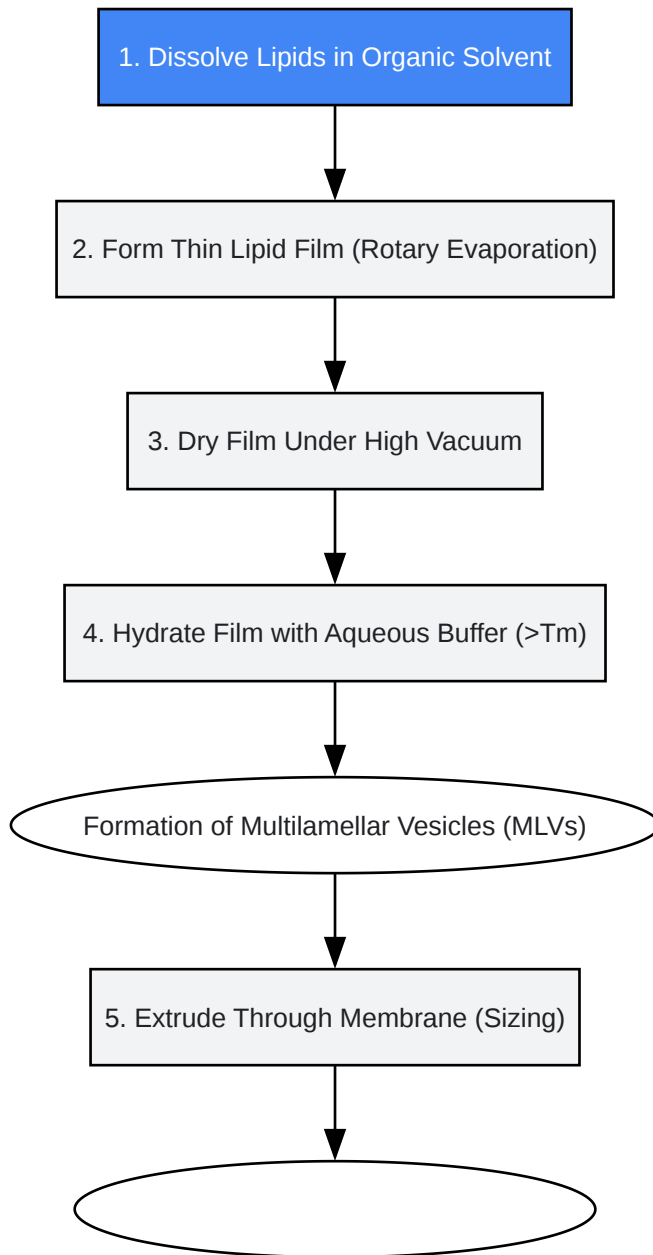 1. Dissolve Lipids in Organic Solvent
2. Form Thin Lipid Film (Rotary Evaporation)
3. Dry Film Under High Vacuum
4. Hydrate Film with Aqueous Buffer (>Tm)
Formation of Multilamellar Vesicles (MLVs)
5. Extrude Through Membrane (Sizing)